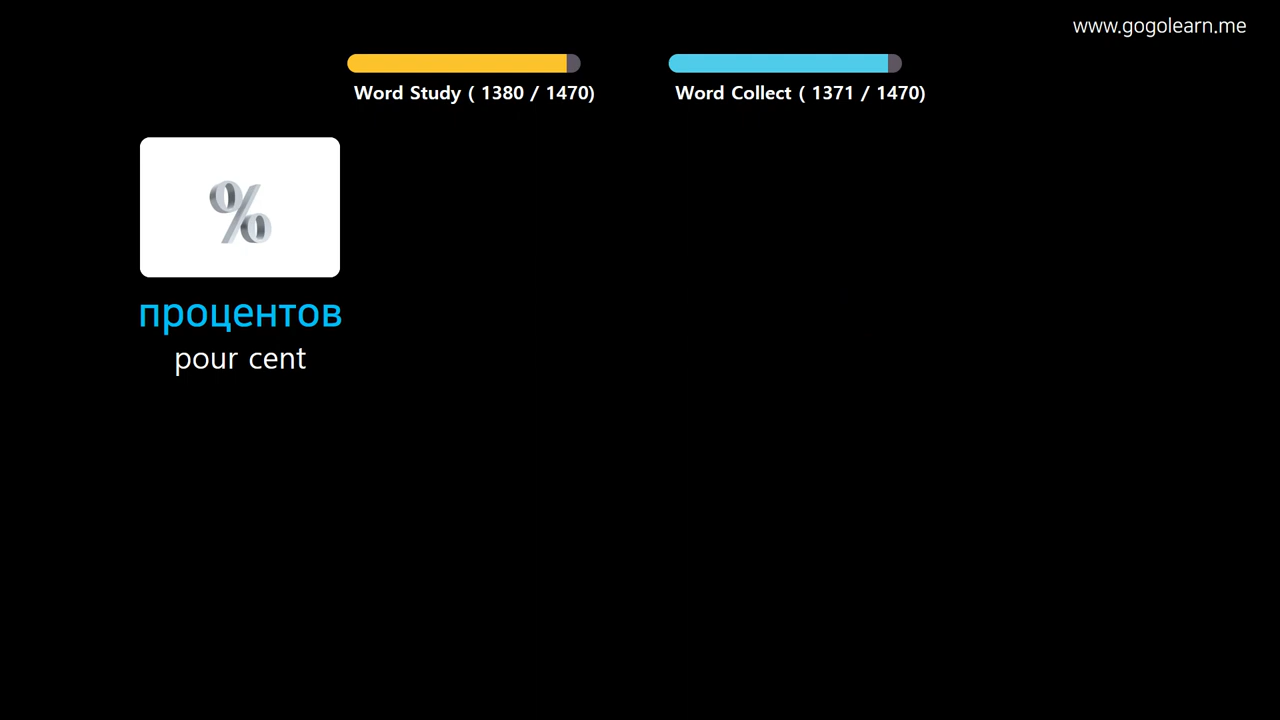 www.gogolearn.me
Word Study ( 1380 / 1470)
Word Collect ( 1371 / 1470)
%
процентов
pour cent